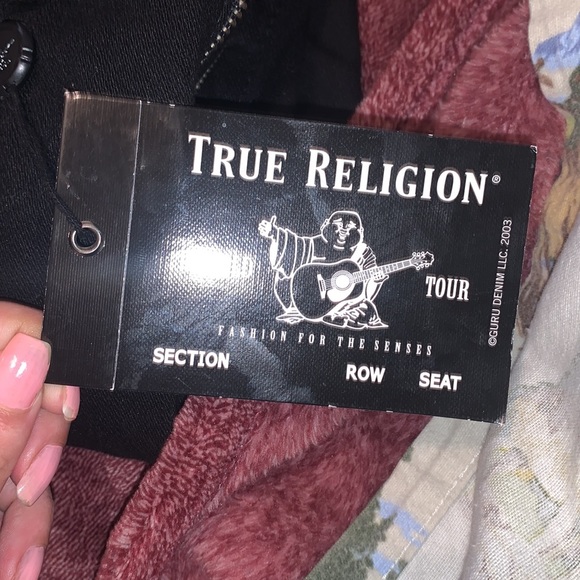 TRUE RELIGION®
TOUR
FASHION FOR THE SENSES
SECTION ROW SEAT
©GURU DENIM LLC. 2003